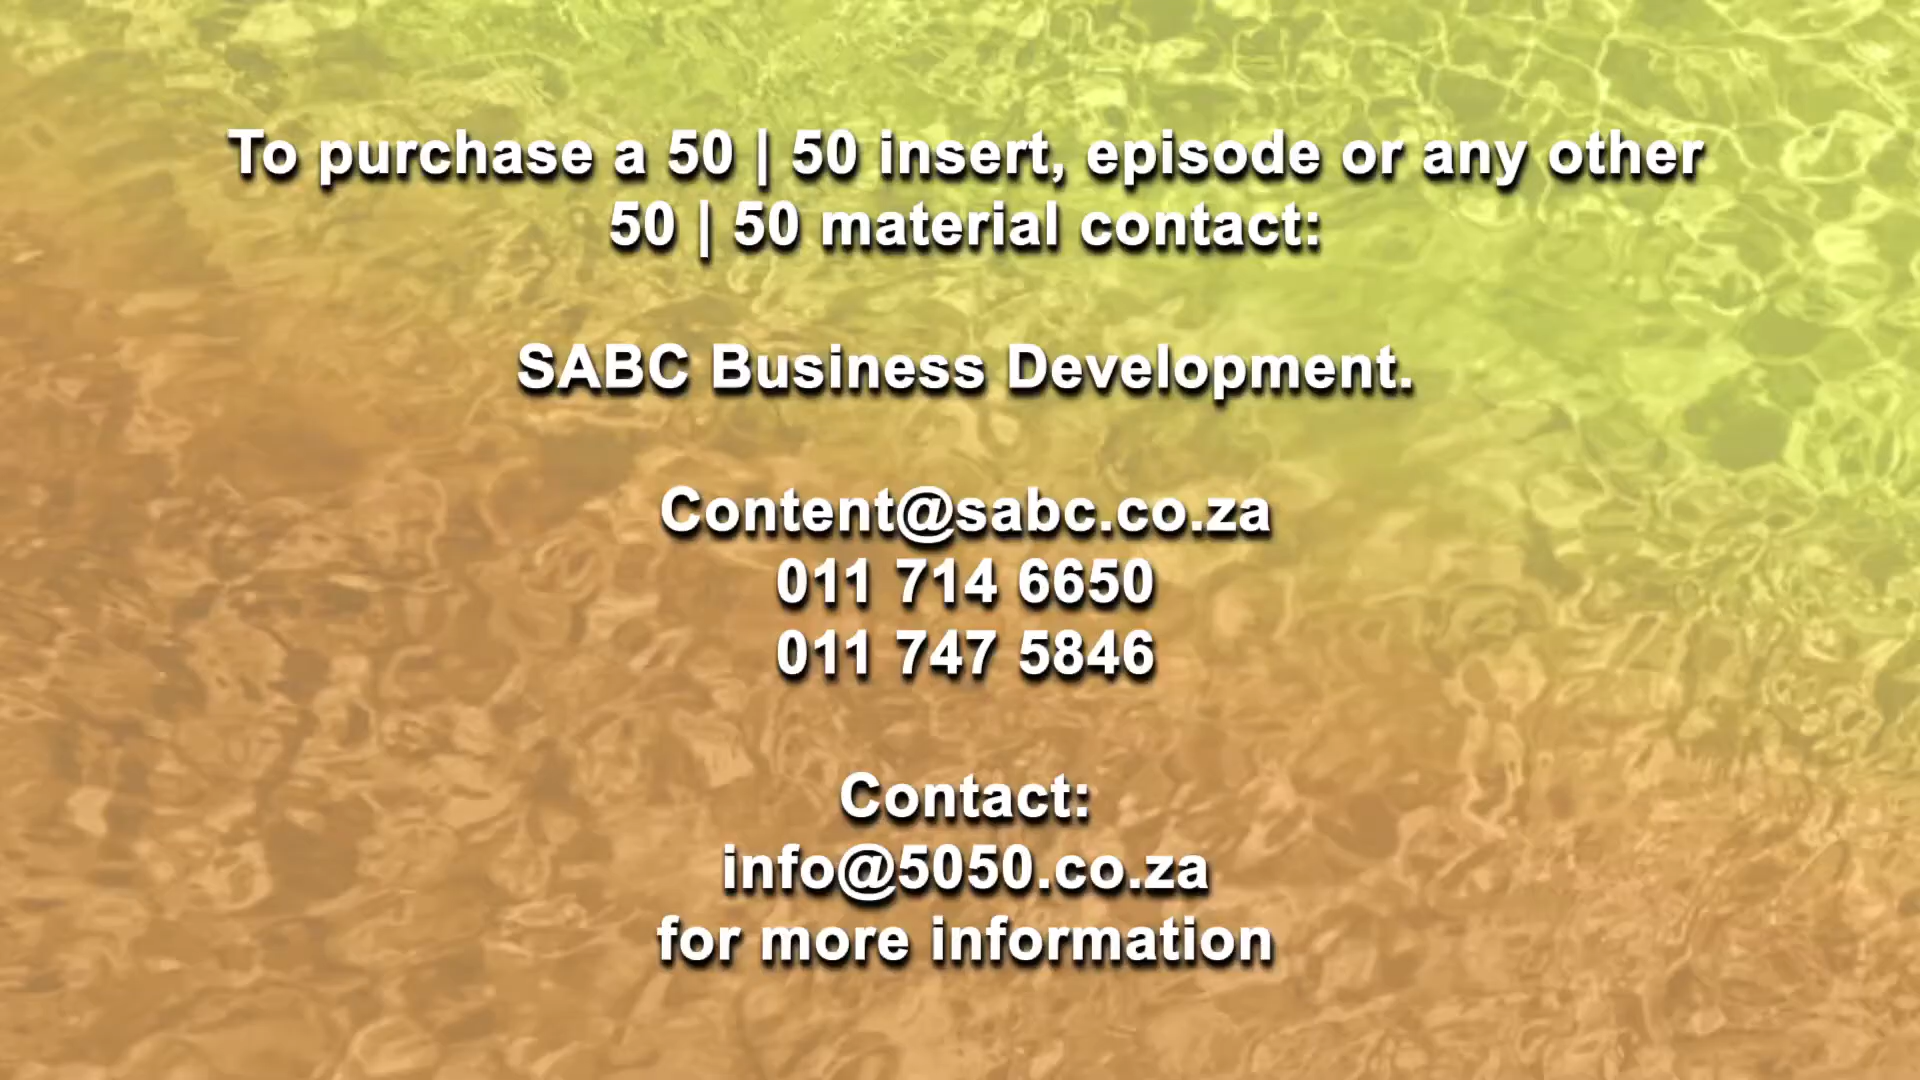 To purchase a 50 | 50 insert, episode or any other
50 | 50 material contact:
SABC Business Development.
Content@sabc.co.za
011 714 6650
011 747 5846
Contact:
info@5050.co.za
for more information